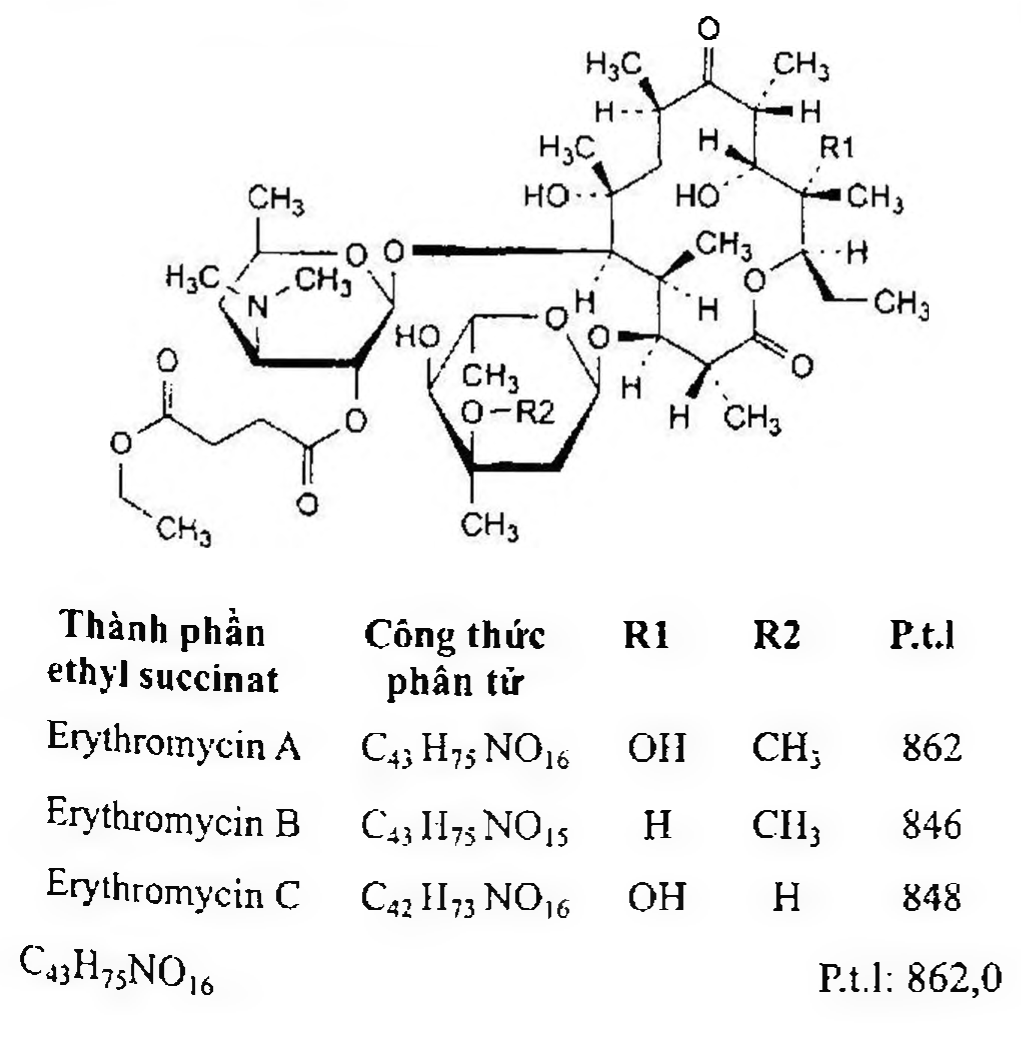 O
H₃C
CH₃
H
H
H₃C
H
R1
HO
HO
CH₃
CH₃
O
O
CH₃
H
H₃C
CH₃
O
N
H
H
CH₃
HO
O
O
O
O
CH₃
H
O-R2
H
CH₃
O
O
O
CH₃
CH₃
Thành phần
ethyl succinat
Công thức
phân tử
R1
R2
P.t.l
Erythromycin A C₄₃H₇₅NO₁₆ OH CH₃ 862
Erythromycin B C₄₃H₇₅NO₁₅ H CH₃ 846
Erythromycin C C₄₂H₇₃NO₁₆ OH H 848
C₄₃H₇₅NO₁₆ P.t.l: 862,0